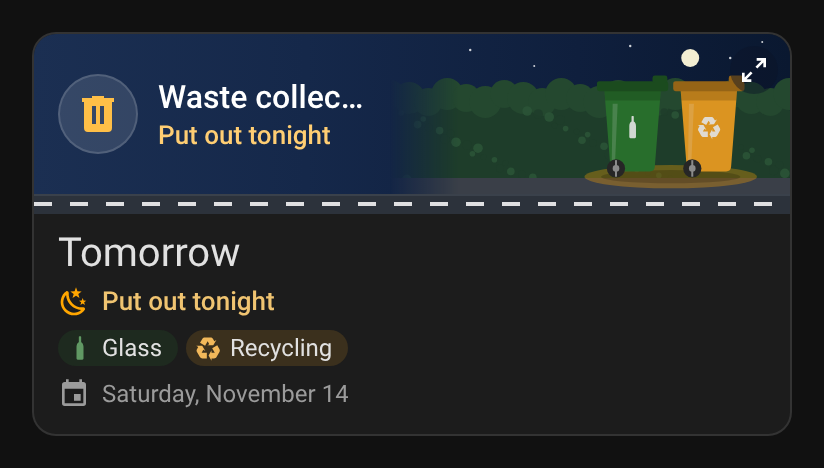 Waste collec...
Put out tonight
Tomorrow
Put out tonight
Glass
Recycling
Saturday, November 14